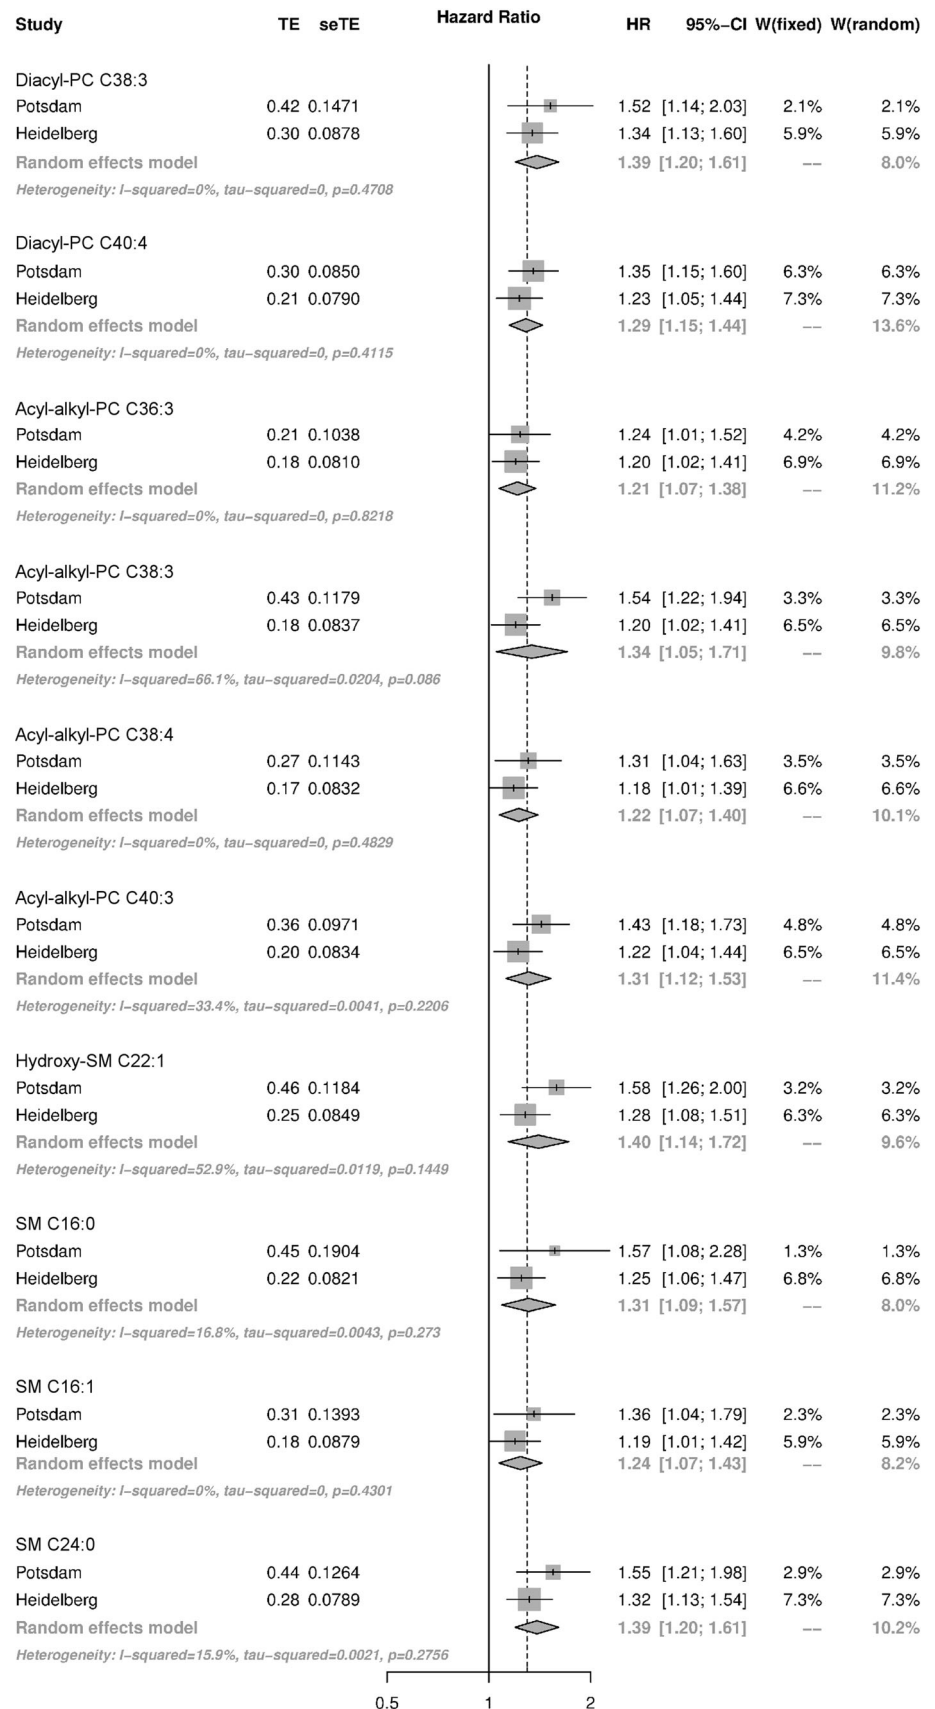 Study TE seTE Hazard Ratio HR 95%−CI W(fixed) W(random)
Diacyl-PC C38:3
Potsdam 0.42 0.1471 1.52 [1.14; 2.03] 2.1% 2.1%
Heidelberg 0.30 0.0878 1.34 [1.13; 1.60] 5.9% 5.9%
Random effects model 1.39 [1.20; 1.61] −− 8.0%
Heterogeneity: I−squared=0%, tau−squared=0, p=0.4708
Diacyl-PC C40:4
Potsdam 0.30 0.0850 1.35 [1.15; 1.60] 6.3% 6.3%
Heidelberg 0.21 0.0790 1.23 [1.05; 1.44] 7.3% 7.3%
Random effects model 1.29 [1.15; 1.44] −− 13.6%
Heterogeneity: I−squared=0%, tau−squared=0, p=0.4115
Acyl-alkyl-PC C36:3
Potsdam 0.21 0.1038 1.24 [1.01; 1.52] 4.2% 4.2%
Heidelberg 0.18 0.0810 1.20 [1.02; 1.41] 6.9% 6.9%
Random effects model 1.21 [1.07; 1.38] −− 11.2%
Heterogeneity: I−squared=0%, tau−squared=0, p=0.8218
Acyl-alkyl-PC C38:3
Potsdam 0.43 0.1179 1.54 [1.22; 1.94] 3.3% 3.3%
Heidelberg 0.18 0.0837 1.20 [1.02; 1.41] 6.5% 6.5%
Random effects model 1.34 [1.05; 1.71] −− 9.8%
Heterogeneity: I−squared=66.1%, tau−squared=0.0204, p=0.086
Acyl-alkyl-PC C38:4
Potsdam 0.27 0.1143 1.31 [1.04; 1.63] 3.5% 3.5%
Heidelberg 0.17 0.0832 1.18 [1.01; 1.39] 6.6% 6.6%
Random effects model 1.22 [1.07; 1.40] −− 10.1%
Heterogeneity: I−squared=0%, tau−squared=0, p=0.4829
Acyl-alkyl-PC C40:3
Potsdam 0.36 0.0971 1.43 [1.18; 1.73] 4.8% 4.8%
Heidelberg 0.20 0.0834 1.22 [1.04; 1.44] 6.5% 6.5%
Random effects model 1.31 [1.12; 1.53] −− 11.4%
Heterogeneity: I−squared=33.4%, tau−squared=0.0041, p=0.2206
Hydroxy-SM C22:1
Potsdam 0.46 0.1184 1.58 [1.26; 2.00] 3.2% 3.2%
Heidelberg 0.25 0.0849 1.28 [1.08; 1.51] 6.3% 6.3%
Random effects model 1.40 [1.14; 1.72] −− 9.6%
Heterogeneity: I−squared=52.9%, tau−squared=0.0119, p=0.1449
SM C16:0
Potsdam 0.45 0.1904 1.57 [1.08; 2.28] 1.3% 1.3%
Heidelberg 0.22 0.0821 1.25 [1.06; 1.47] 6.8% 6.8%
Random effects model 1.31 [1.09; 1.57] −− 8.0%
Heterogeneity: I−squared=16.8%, tau−squared=0.0043, p=0.273
SM C16:1
Potsdam 0.31 0.1393 1.36 [1.04; 1.79] 2.3% 2.3%
Heidelberg 0.18 0.0879 1.19 [1.01; 1.42] 5.9% 5.9%
Random effects model 1.24 [1.07; 1.43] −− 8.2%
Heterogeneity: I−squared=0%, tau−squared=0, p=0.4301
SM C24:0
Potsdam 0.44 0.1264 1.55 [1.21; 1.98] 2.9% 2.9%
Heidelberg 0.28 0.0789 1.32 [1.13; 1.54] 7.3% 7.3%
Random effects model 1.39 [1.20; 1.61] −− 10.2%
Heterogeneity: I−squared=15.9%, tau−squared=0.0021, p=0.2756
0.5 1 2